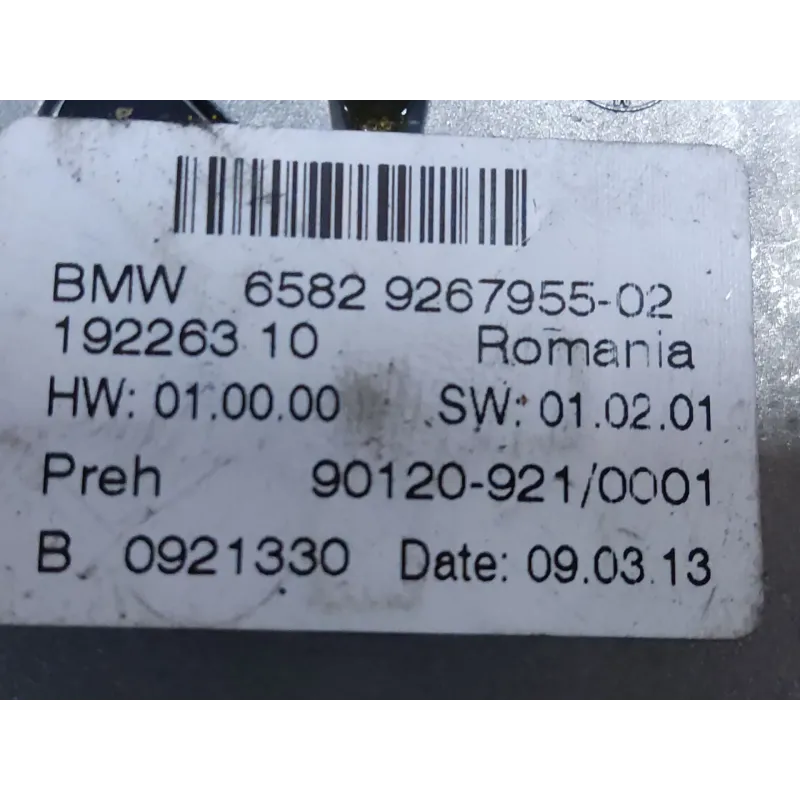 BMW 6582 9267955-02
192263 10 Romania
HW: 01.00.00 SW: 01.02.01
Preh 90120-921/0001
B 0921330 Date: 09.03.13